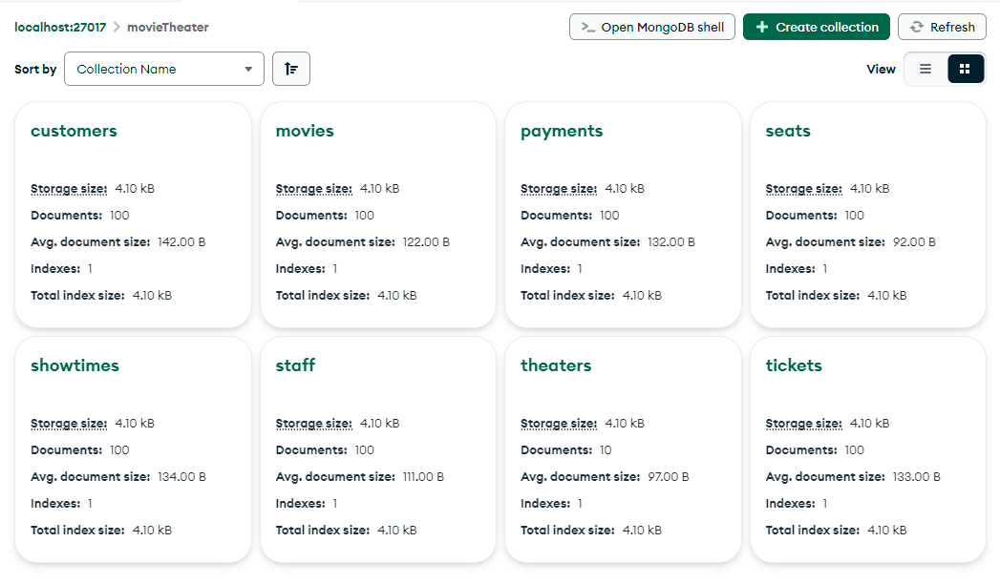 localhost:27017 > movieTheater
>_ Open MongoDB shell
+ Create collection
Refresh
Sort by Collection Name
View
customers
Storage size: 4.10 kB
Documents: 100
Avg. document size: 142.00 B
Indexes: 1
Total index size: 4.10 kB
movies
Storage size: 4.10 kB
Documents: 100
Avg. document size: 122.00 B
Indexes: 1
Total index size: 4.10 kB
payments
Storage size: 4.10 kB
Documents: 100
Avg. document size: 132.00 B
Indexes: 1
Total index size: 4.10 kB
seats
Storage size: 4.10 kB
Documents: 100
Avg. document size: 92.00 B
Indexes: 1
Total index size: 4.10 kB
showtimes
Storage size: 4.10 kB
Documents: 100
Avg. document size: 134.00 B
Indexes: 1
Total index size: 4.10 kB
staff
Storage size: 4.10 kB
Documents: 100
Avg. document size: 111.00 B
Indexes: 1
Total index size: 4.10 kB
theaters
Storage size: 4.10 kB
Documents: 10
Avg. document size: 97.00 B
Indexes: 1
Total index size: 4.10 kB
tickets
Storage size: 4.10 kB
Documents: 100
Avg. document size: 133.00 B
Indexes: 1
Total index size: 4.10 kB